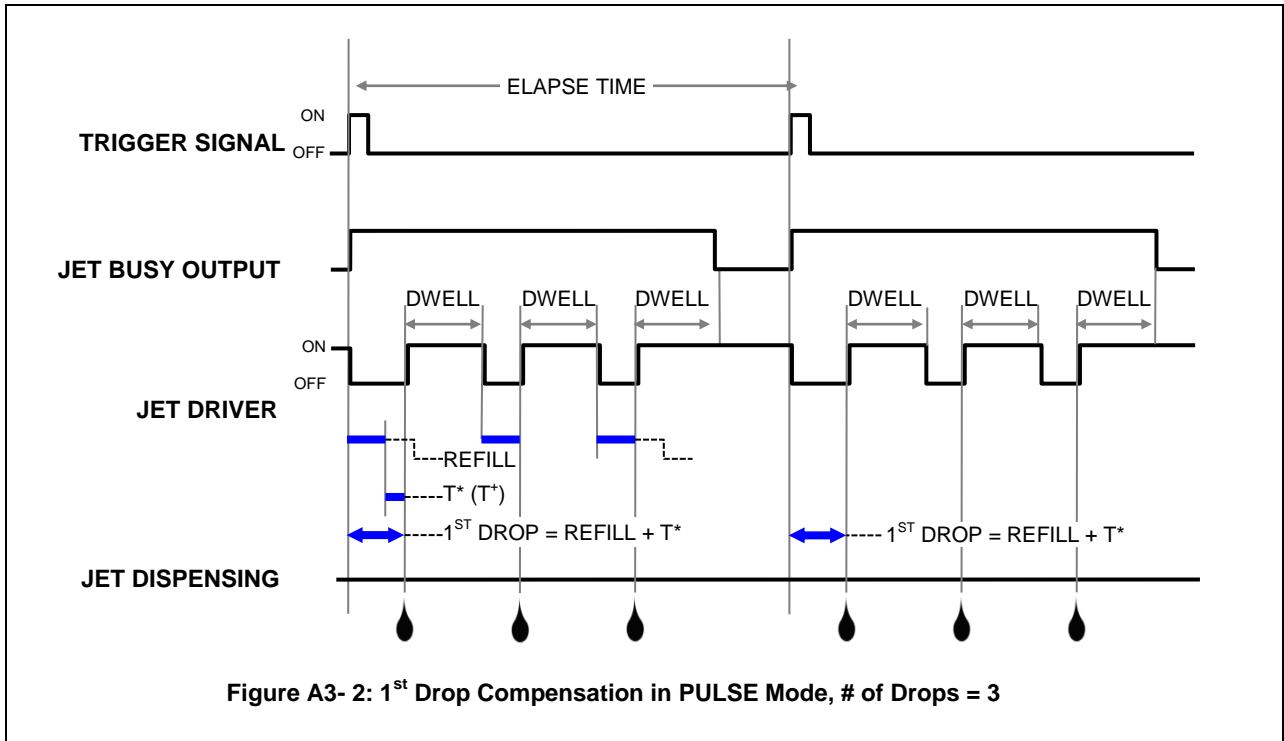 ELAPSE TIME
ON
TRIGGER SIGNAL OFF
JET BUSY OUTPUT
DWELL DWELL DWELL DWELL DWELL DWELL
ON
OFF
JET DRIVER
REFILL
T* (T⁺)
1ST DROP = REFILL + T* 1ST DROP = REFILL + T*
JET DISPENSING
Figure A3- 2: 1st Drop Compensation in PULSE Mode, # of Drops = 3